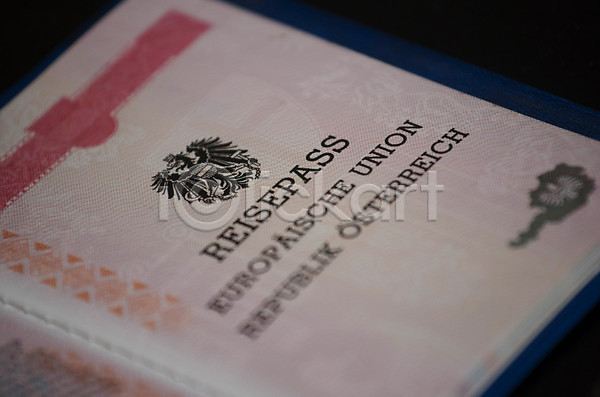 REISEPASS
EUROPÄISCHE UNION
REPUBLIK ÖSTERREICH